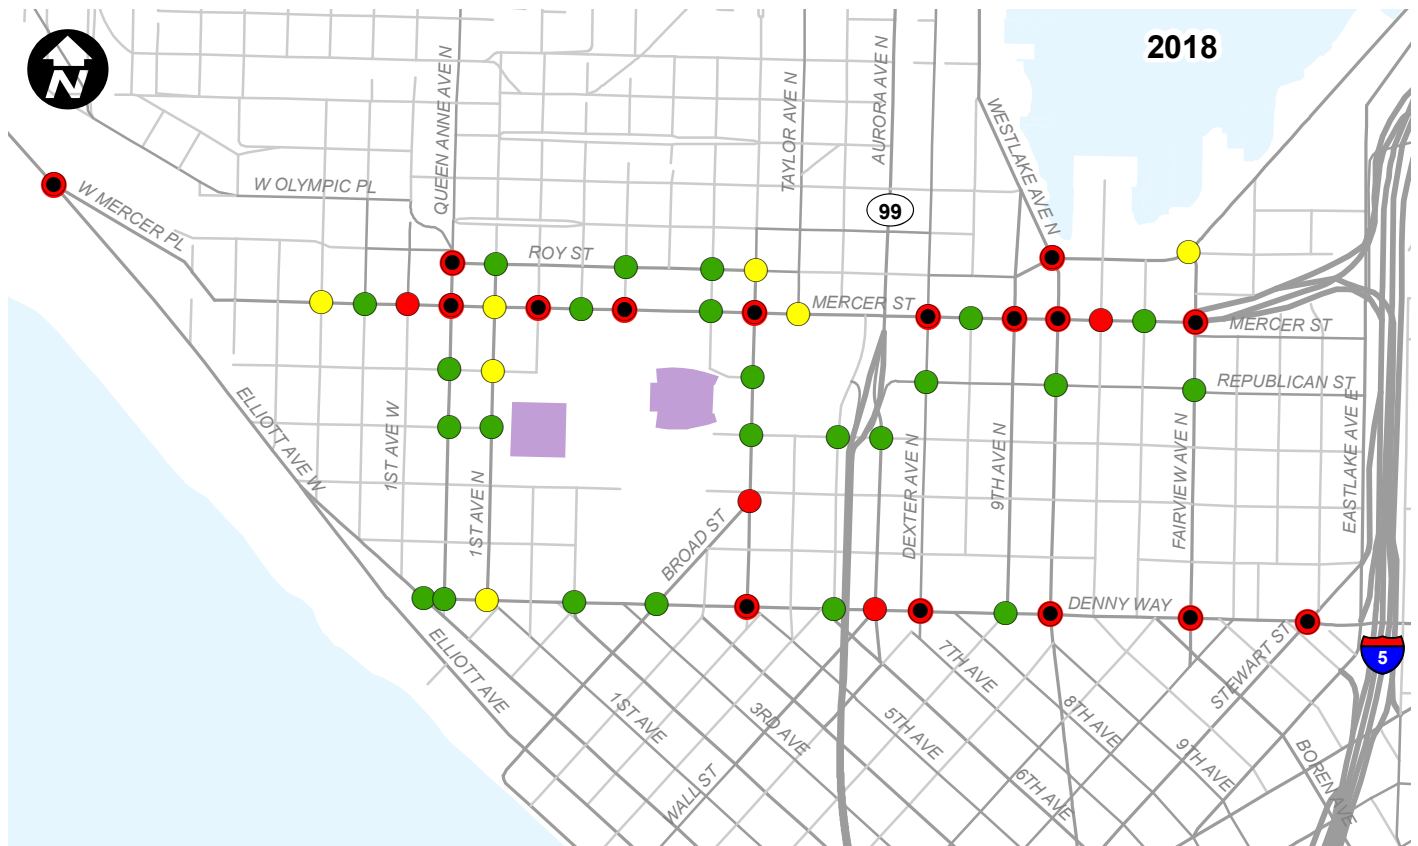 2018
N
QUEEN ANNE AVE N
TAYLOR AVE N
AURORA AVE N
WESTLAKE AVE N
W OLYMPIC PL
W MERCER PL
99
ROY ST
MERCER ST
MERCER ST
REPUBLICAN ST
ELLIOTT AVE W
1ST AVE W
1ST AVE N
BROAD ST
DEXTER AVE N
9TH AVE N
FAIRVIEW AVE N
EASTLAKE AVE E
DENNY WAY
ELLIOTT AVE
1ST AVE
3RD AVE
5TH AVE
7TH AVE
8TH AVE
STEWART ST
5
WALL ST
6TH AVE
9TH AVE
BOREN AVE